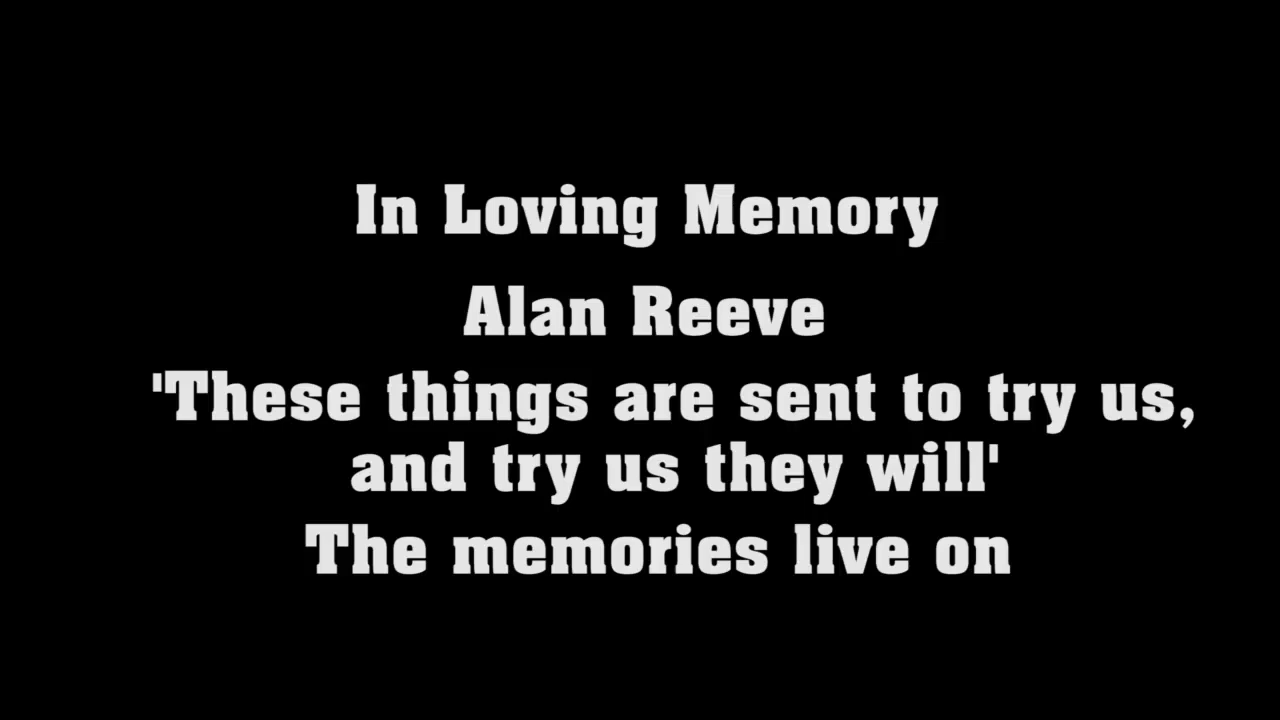 In Loving Memory
Alan Reeve
'These things are sent to try us,
and try us they will'
The memories live on